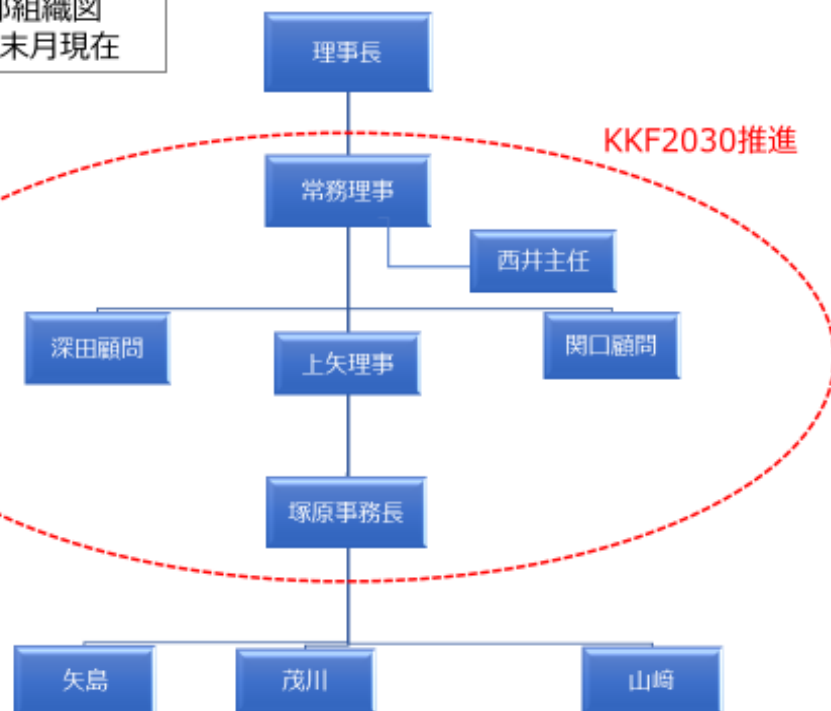 部組織図
末月現在
理事長
KKF2030推進
常務理事
西井主任
深田顧問
上矢理事
関口顧問
塚原事務長
矢島
茂川
山﨑